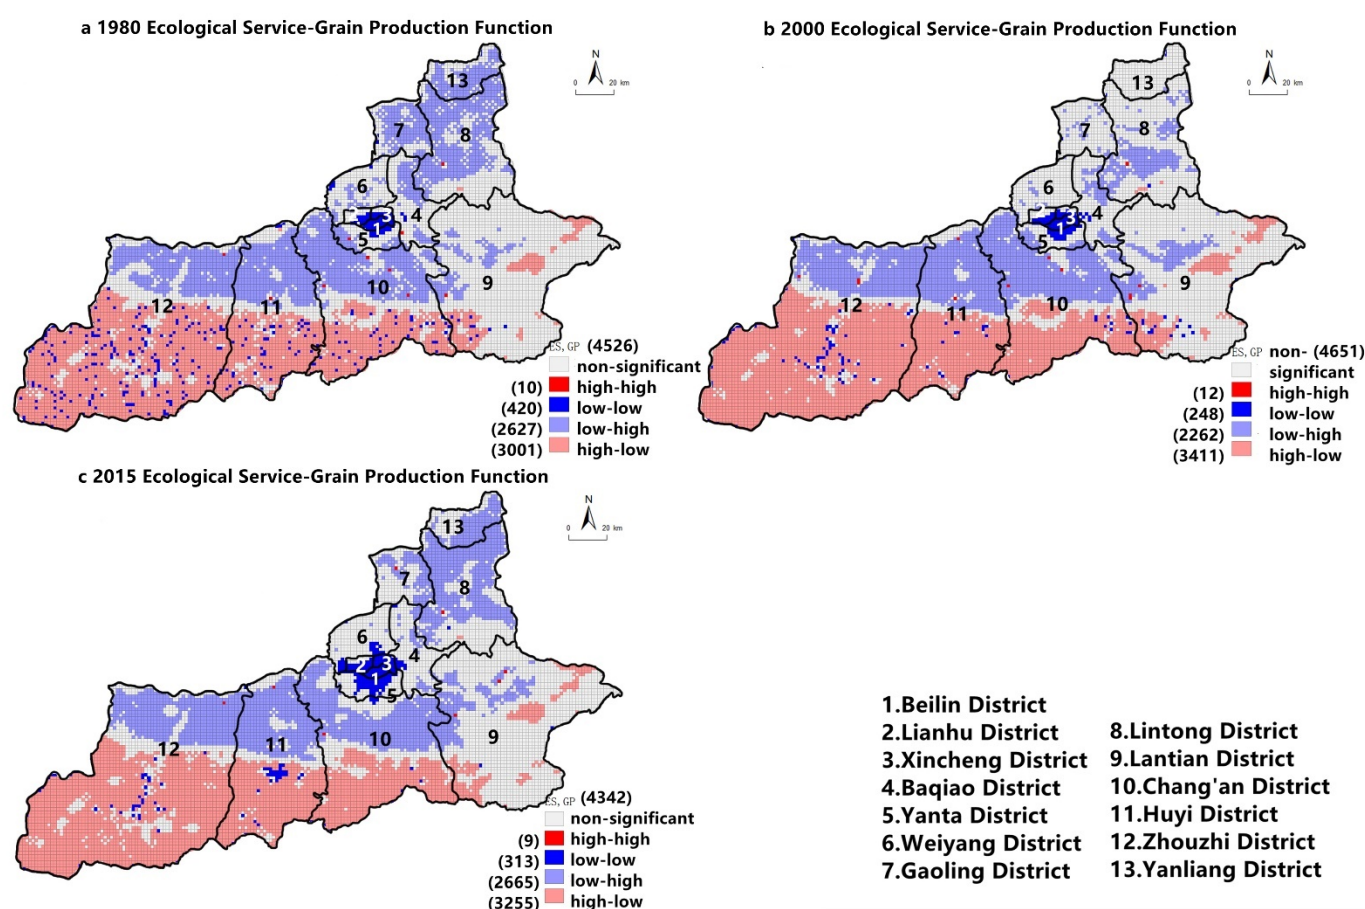 a 1980 Ecological Service-Grain Production Function
N
0 20 km
13
7
8
6
2
3
4
1
5
9
10
12
11
ES, GP (4526)
non-significant
(10) high-high
(420) low-low
(2627) low-high
(3001) high-low
b 2000 Ecological Service-Grain Production Function
N
0 20 km
13
7
8
6
3
4
1
5
9
10
12
11
ES, GP non- (4651)
significant
(12) high-high
(248) low-low
(2262) low-high
(3411) high-low
c 2015 Ecological Service-Grain Production Function
N
0 20 km
13
7
8
6
2
3
4
1
5
9
10
12
11
ES, GP (4342)
non-significant
(9) high-high
(313) low-low
(2665) low-high
(3255) high-low
1.Beilin District
2.Lianhu District
3.Xincheng District
4.Baqiao District
5.Yanta District
6.Weiyang District
7.Gaoling District
8.Lintong District
9.Lantian District
10.Chang'an District
11.Huyi District
12.Zhouzhi District
13.Yanliang District